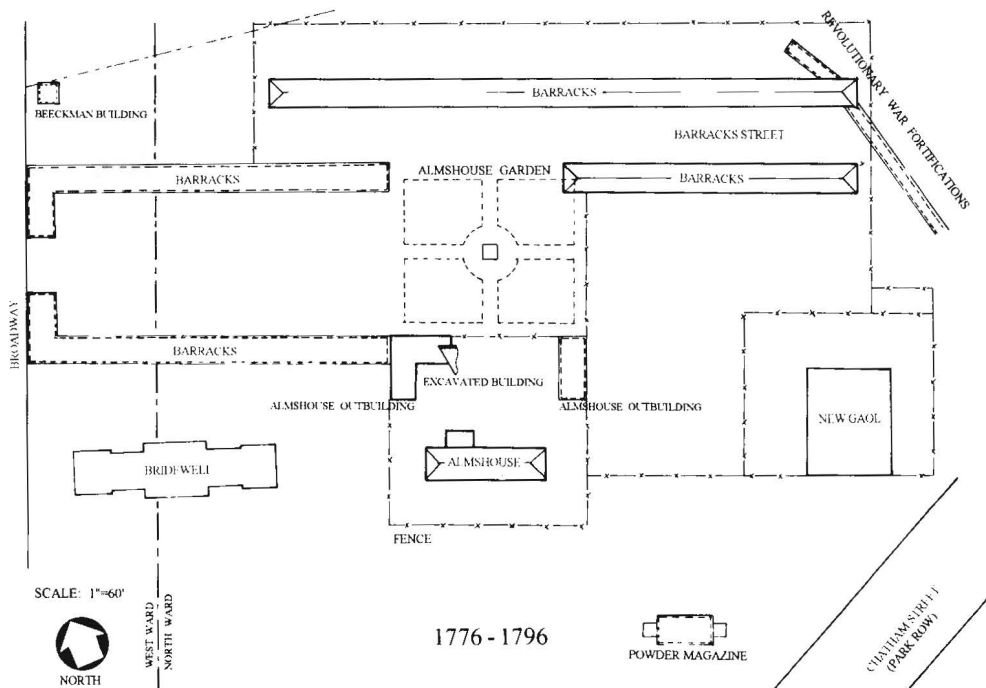 REVOLUTIONARY WAR FORTIFICATIONS
BARRACKS
BEECKMAN BUILDING
BARRACKS STREET
ALMSHOUSE GARDEN
BARRACKS
BARRACKS
BROADWAY
BARRACKS
EXCAVATED BUILDING
ALMSHOUSE OUTBUILDING
ALMSHOUSE OUTBUILDING
NEW GAOL
BRIDEWELL
ALMSHOUSE
FENCE
SCALE: 1"=60'
WEST WARD
NORTH WARD
1776 - 1796
CHATHAM STREET
(PARK ROW)
POWDER MAGAZINE
NORTH